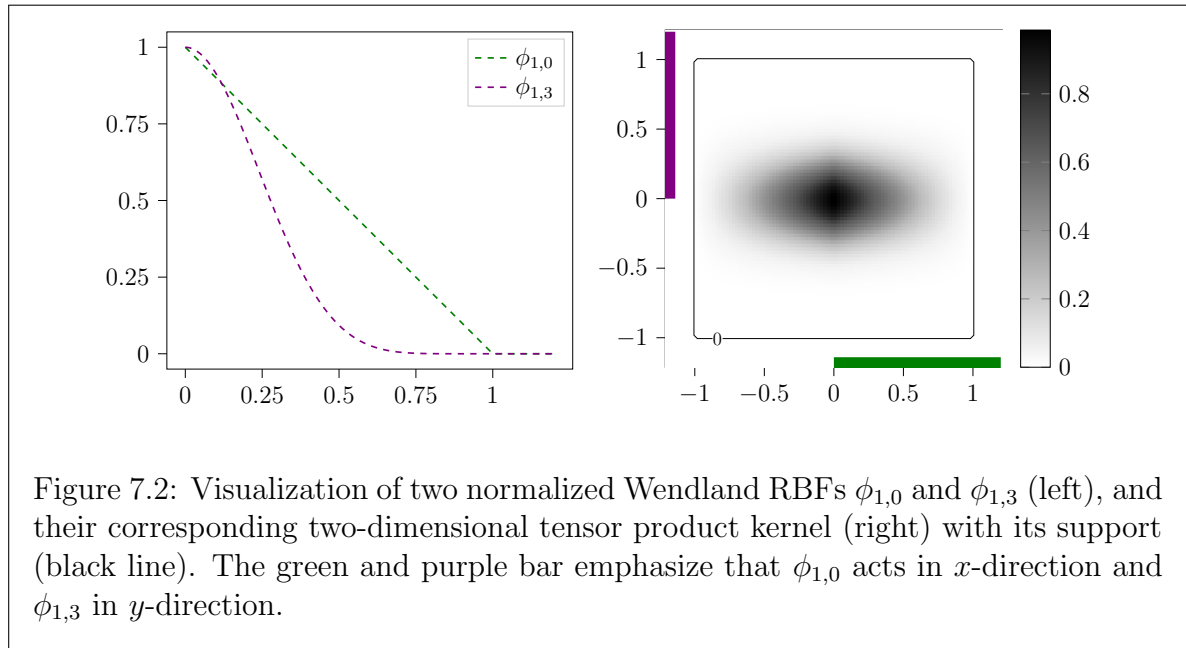 1
0.75
0.5
0.25
0
0 0.25 0.5 0.75 1
ϕ1,0
ϕ1,3
1
0.5
0
−0.5
−1
0
−1 −0.5 0 0.5 1
0.8
0.6
0.4
0.2
0
Figure 7.2: Visualization of two normalized Wendland RBFs ϕ1,0 and ϕ1,3 (left), and
their corresponding two-dimensional tensor product kernel (right) with its support
(black line). The green and purple bar emphasize that ϕ1,0 acts in x-direction and
ϕ1,3 in y-direction.